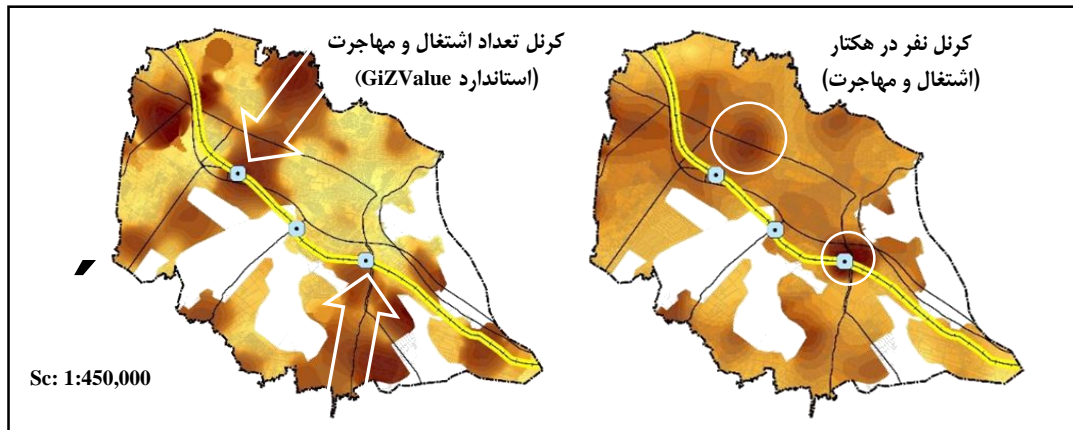 کرنل تعداد اشتغال و مهاجرت
(استاندارد GiZValue)
کرنل نفر در هکتار
(اشتغال و مهاجرت)
Sc: 1:450,000